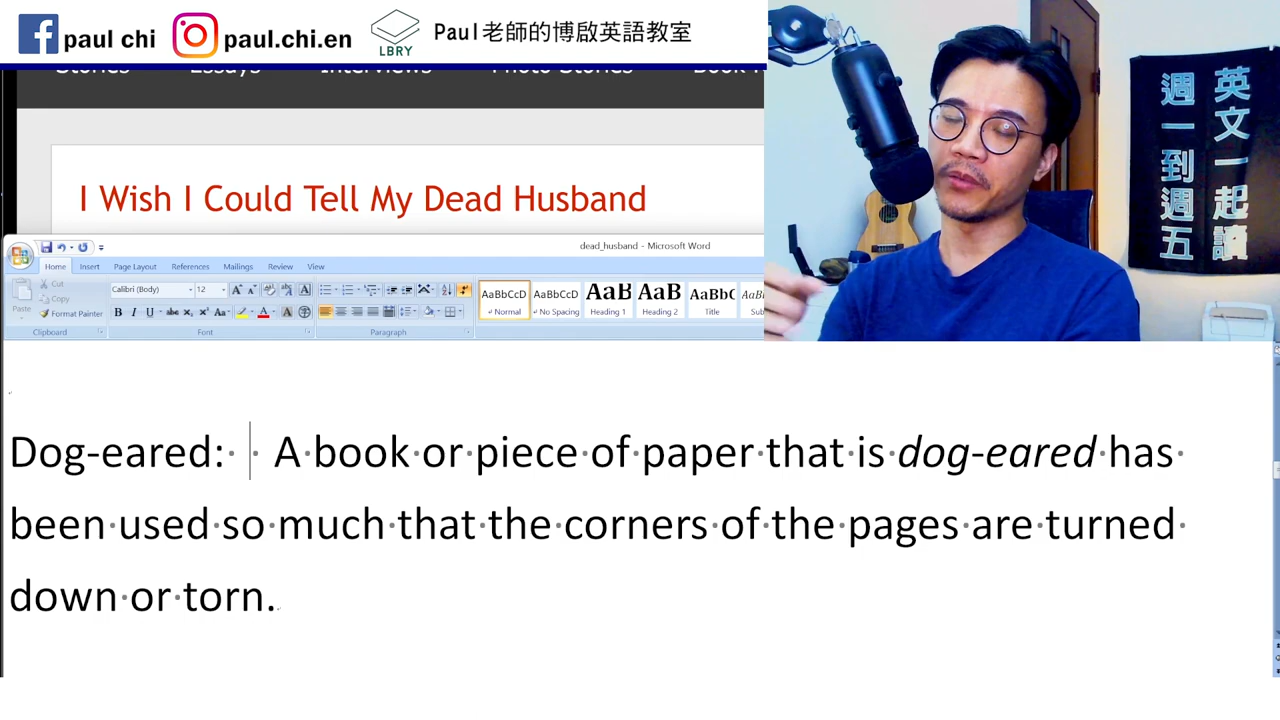 paul chi
paul.chi.en
LBRY
Paul老師的博啟英語教室
Stories Essays Interviews Photo Stories Book
I Wish I Could Tell My Dead Husband
dead_husband - Microsoft Word
Home Insert Page Layout References Mailings Review View
Cut
Copy
Format Painter
Paste
Calibri (Body) 12
AaBbCcD AaBbCcD AaBbC AaBbC AaBbC
Normal No Spacing Heading 1 Heading 2 Title
Clipboard Font Paragraph
Dog-eared: A book or piece of paper that is dog-eared has
been used so much that the corners of the pages are turned
down or torn.
英文一起讀
週一到週五